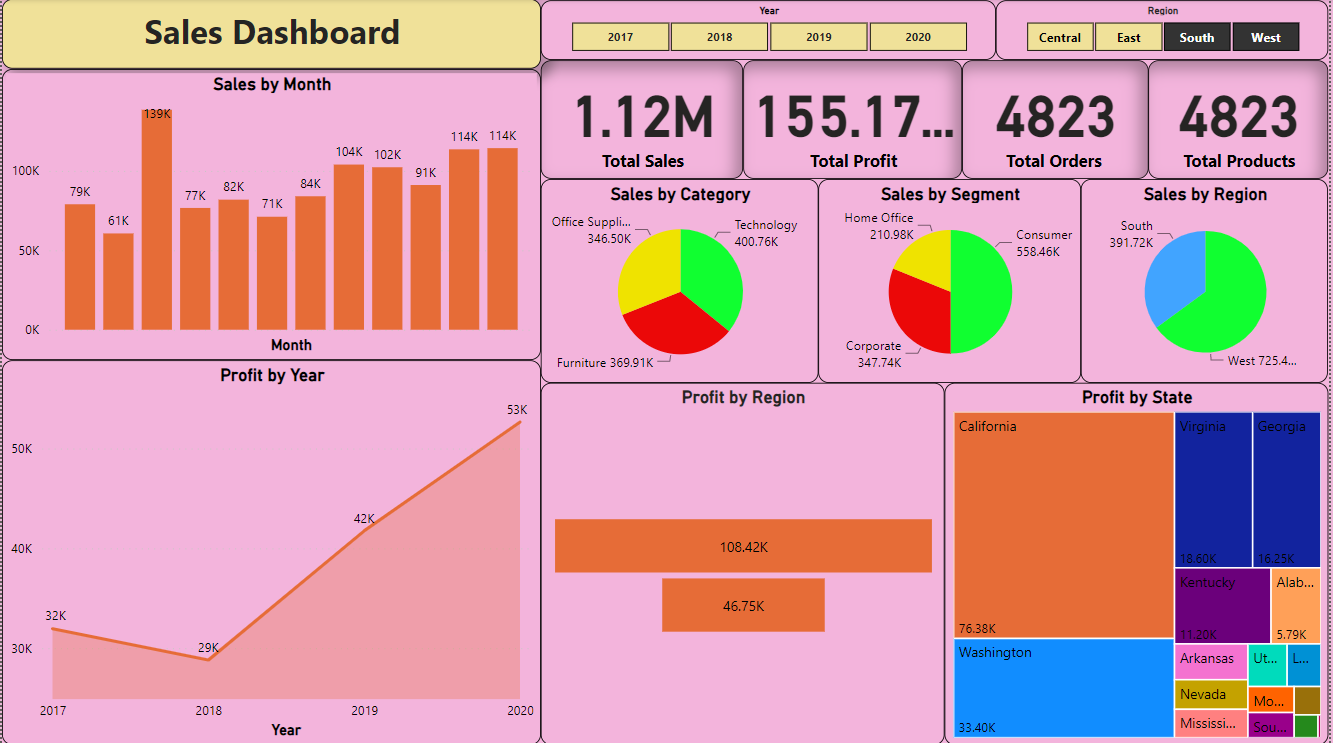 Sales Dashboard
Year
2017 2018 2019 2020
Region
Central East South West
Sales by Month
139K
114K 114K
104K 102K
100K
91K
79K 77K 82K 84K
71K
61K
50K
0K
Month
1.12M
Total Sales
155.17...
Total Profit
4823
Total Orders
4823
Total Products
Sales by Category
Office Suppli...
346.50K
Technology
400.76K
Furniture 369.91K
Sales by Segment
Home Office
210.98K
Consumer
558.46K
Corporate
347.74K
Sales by Region
South
391.72K
West 725.4...
Profit by Year
53K
50K
42K
40K
32K
29K
30K
2017 2018 2019 2020
Year
Profit by Region
108.42K
46.75K
Profit by State
California
76.38K
Washington
33.40K
Virginia
18.60K
Georgia
16.25K
Kentucky
11.20K
Alab...
5.79K
Arkansas
Ut...
L...
Nevada
Mo...
Mississi...
Sou...